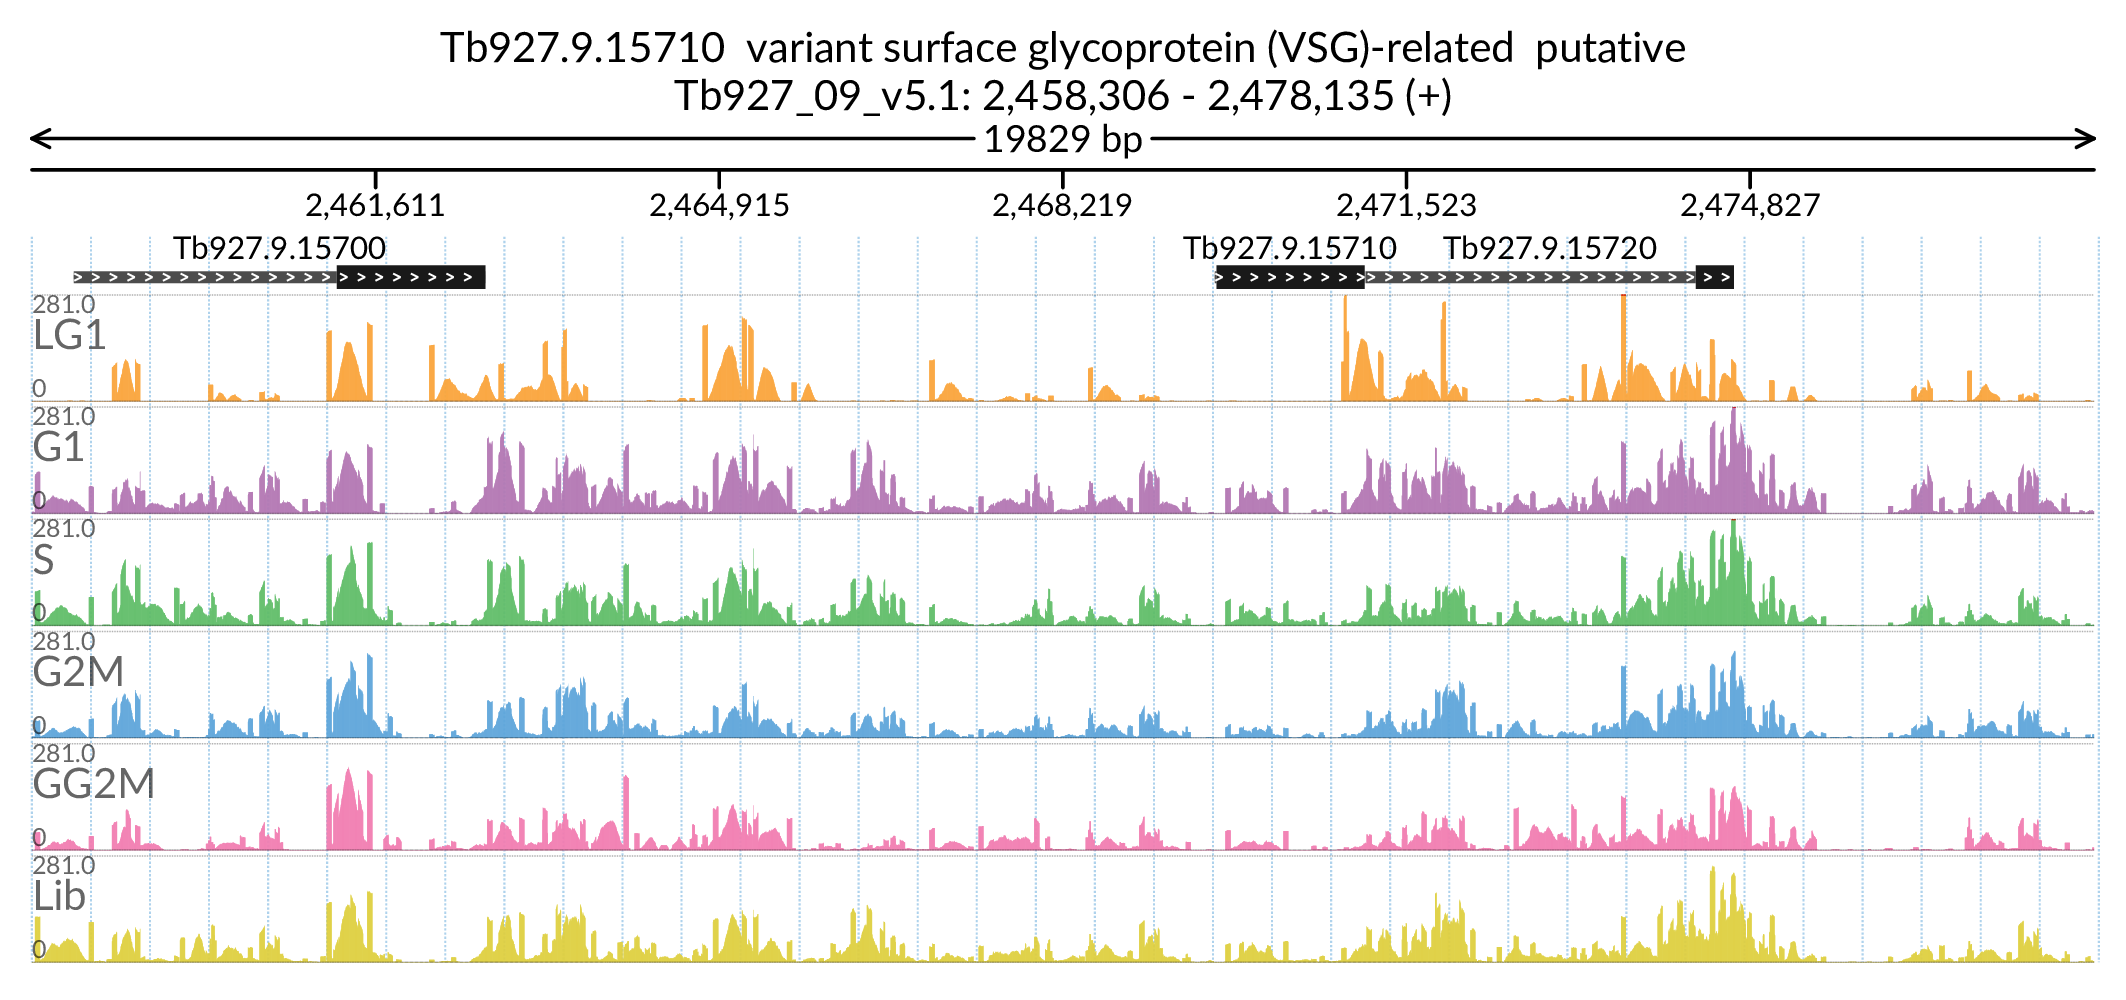 Tb927.9.15710  variant surface glycoprotein (VSG)-related  putative
Tb927_09_v5.1: 2,458,306 - 2,478,135 (+)
19829 bp
2,461,611 2,464,915 2,468,219 2,471,523 2,474,827
Tb927.9.15700 Tb927.9.15710 Tb927.9.15720
281.0
LG1
0
281.0
G1
0
281.0
S
0
281.0
G2M
0
281.0
GG2M
0
281.0
Lib
0